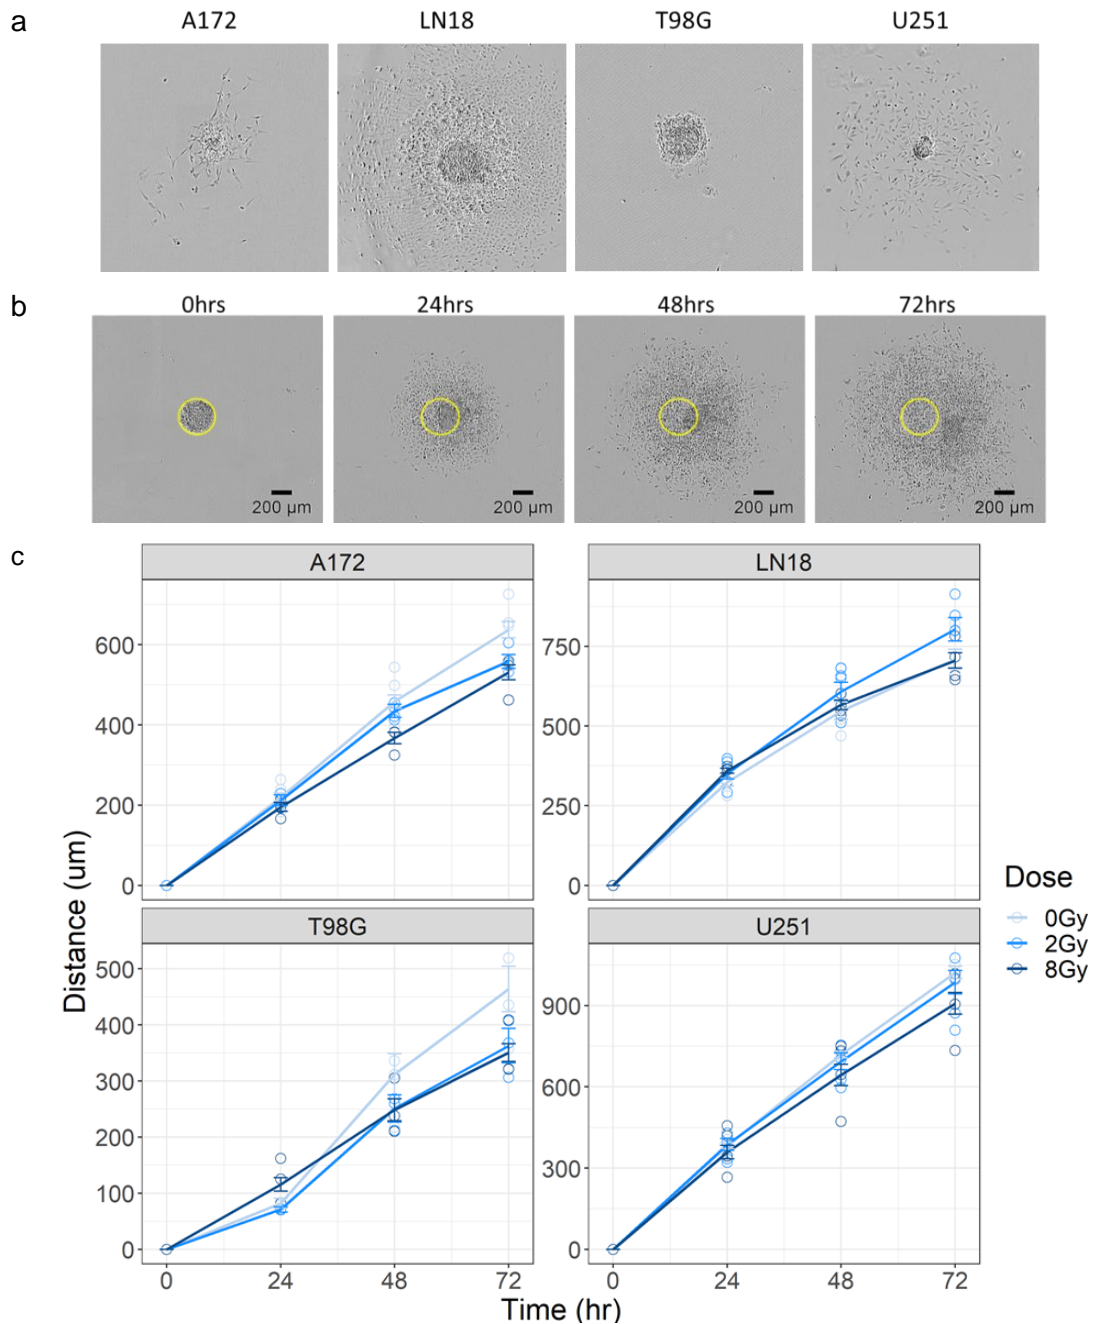 a
A172 LN18 T98G U251
b
0hrs 24hrs 48hrs 72hrs
200 µm 200 µm 200 µm 200 µm
c
A172 LN18
600
400
200
0
750
500
250
0
T98G U251
500
400
300
200
100
0
900
600
300
0
0 24 48 72 0 24 48 72
Distance (um)
Time (hr)
Dose
0Gy
2Gy
8Gy